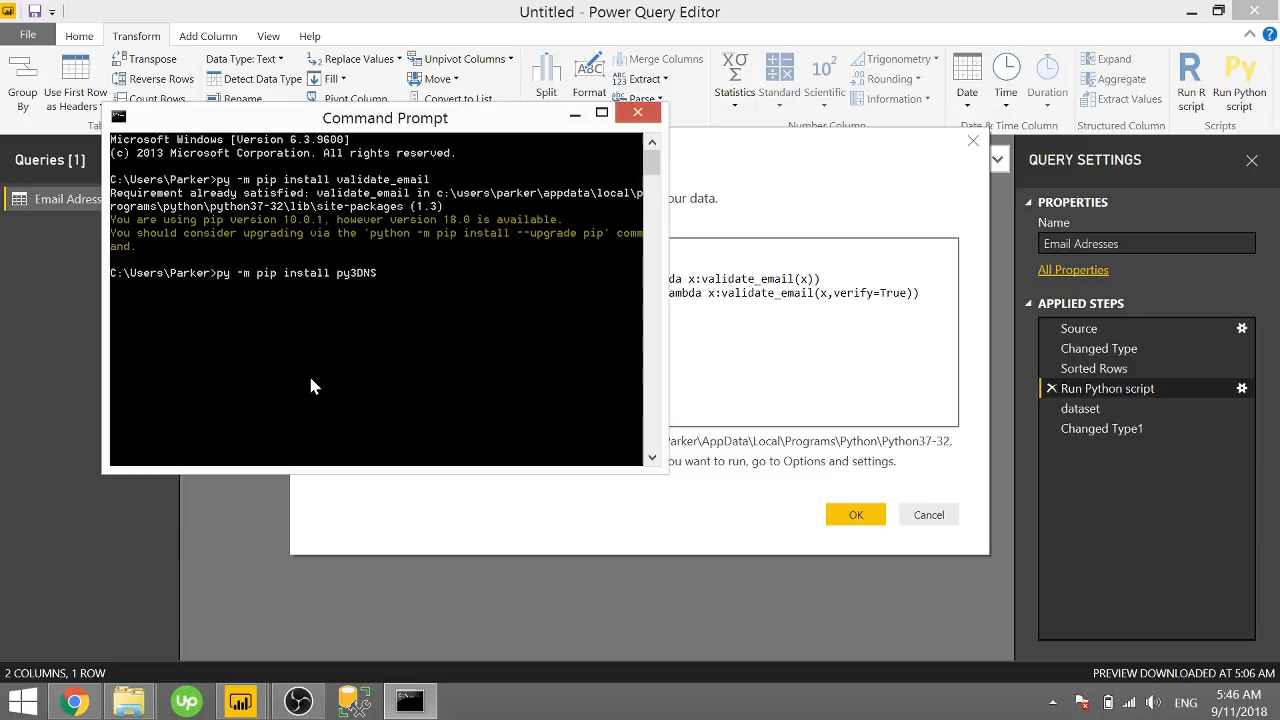 Untitled - Power Query Editor
File
Home
Transform
Add Column
View
Help
Group
By
Use First Row
as Headers
Transpose
Reverse Rows
Count Rows
Data Type: Text
Detect Data Type
Rename
Replace Values
Fill
Pivot Column
Unpivot Columns
Move
Convert to List
Split
Format
ABC
Merge Columns
Extract
ABC
123
Parse
Statistics
Standard
Scientific
10²
Trigonometry
Rounding
Information
.00
Number Column
Date
Time
Duration
Date & Time Column
Expand
Aggregate
Extract Values
Structured Column
R
R
script
Py
Run Python
script
Scripts
Queries [1]
Email Adress
Command Prompt
Microsoft Windows [Version 6.3.9600]
(c) 2013 Microsoft Corporation. All rights reserved.
C:\Users\Parker>py -m pip install validate_email
Requirement already satisfied: validate_email in c:\users\parker\appdata\local\p
rograms\python\python37-32\lib\site-packages (1.3)
You are using pip version 10.0.1, however version 18.0 is available.
You should consider upgrading via the 'python -m pip install --upgrade pip' comm
and.
C:\Users\Parker>py -m pip install py3DNS
our data.
da x:validate_email(x))
ambda x:validate_email(x,verify=True))
Parker\AppData\Local\Programs\Python\Python37-32.
ou want to run, go to Options and settings.
OK
Cancel
QUERY SETTINGS
PROPERTIES
Name
Email Adresses
All Properties
APPLIED STEPS
Source
Changed Type
Sorted Rows
Run Python script
dataset
Changed Type1
2 COLUMNS, 1 ROW
PREVIEW DOWNLOADED AT 5:06 AM
Up
ENG
5:46 AM
9/11/2018